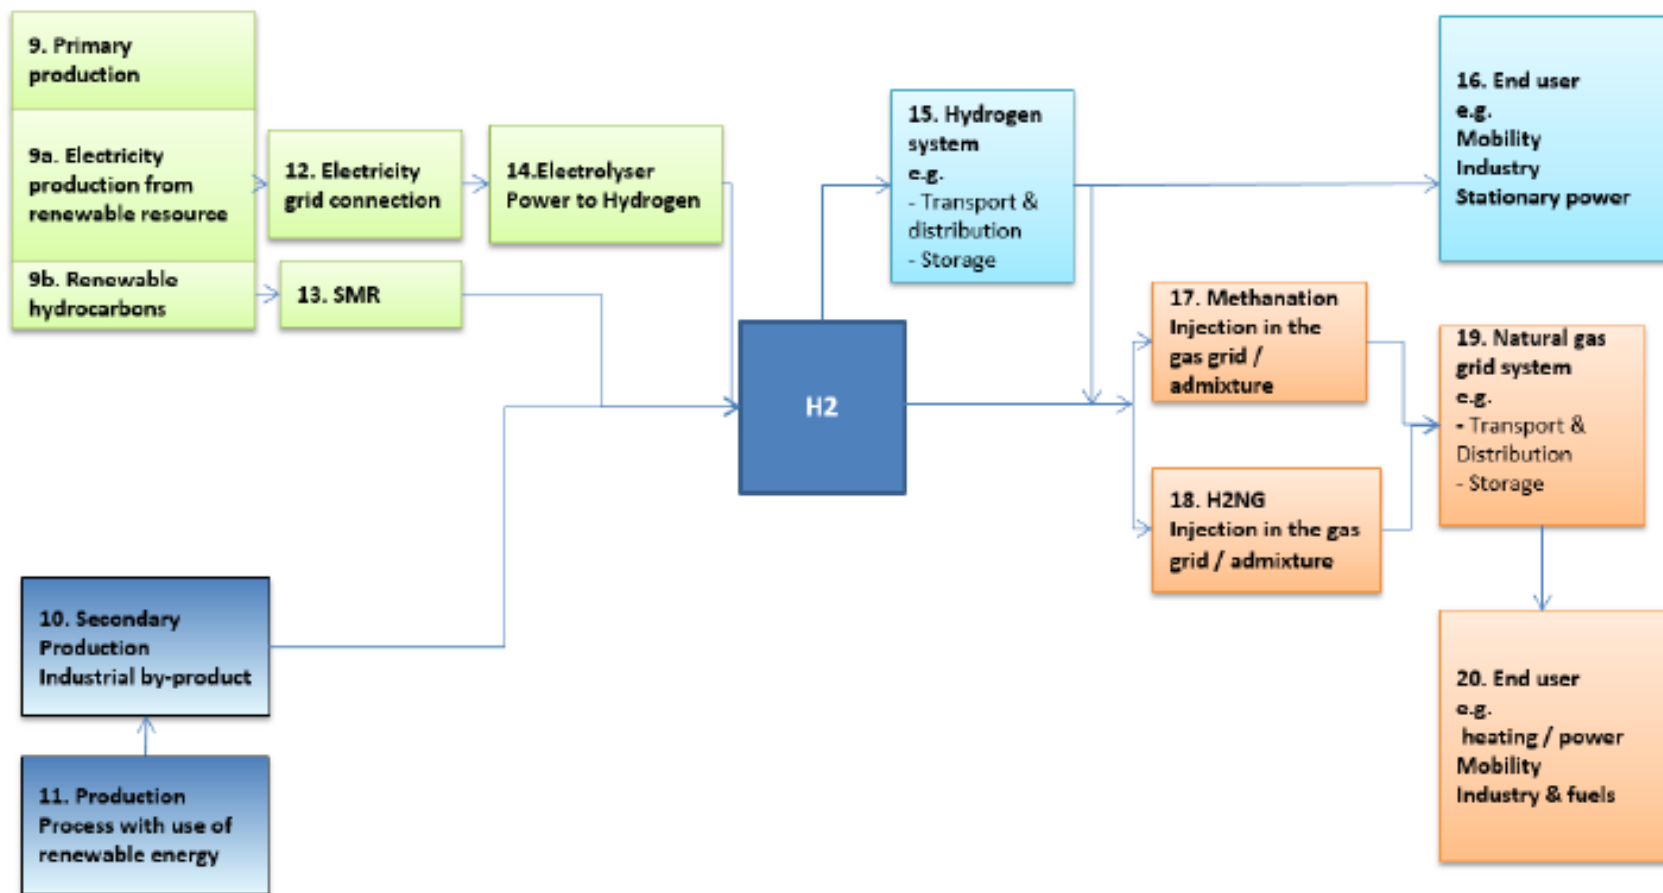 9. Primary
production
9a. Electricity
production from
renewable resource
9b. Renewable
hydrocarbons
12. Electricity
grid connection
13. SMR
14.Electrolyser
Power to Hydrogen
10. Secondary
Production
Industrial by-product
11. Production
Process with use of
renewable energy
H2
15. Hydrogen
system
e.g.
- Transport &
distribution
- Storage
16. End user
e.g.
Mobility
Industry
Stationary power
17. Methanation
Injection in the
gas grid /
admixture
18. H2NG
Injection in the gas
grid / admixture
19. Natural gas
grid system
e.g.
- Transport &
Distribution
- Storage
20. End user
e.g.
heating / power
Mobility
Industry & fuels